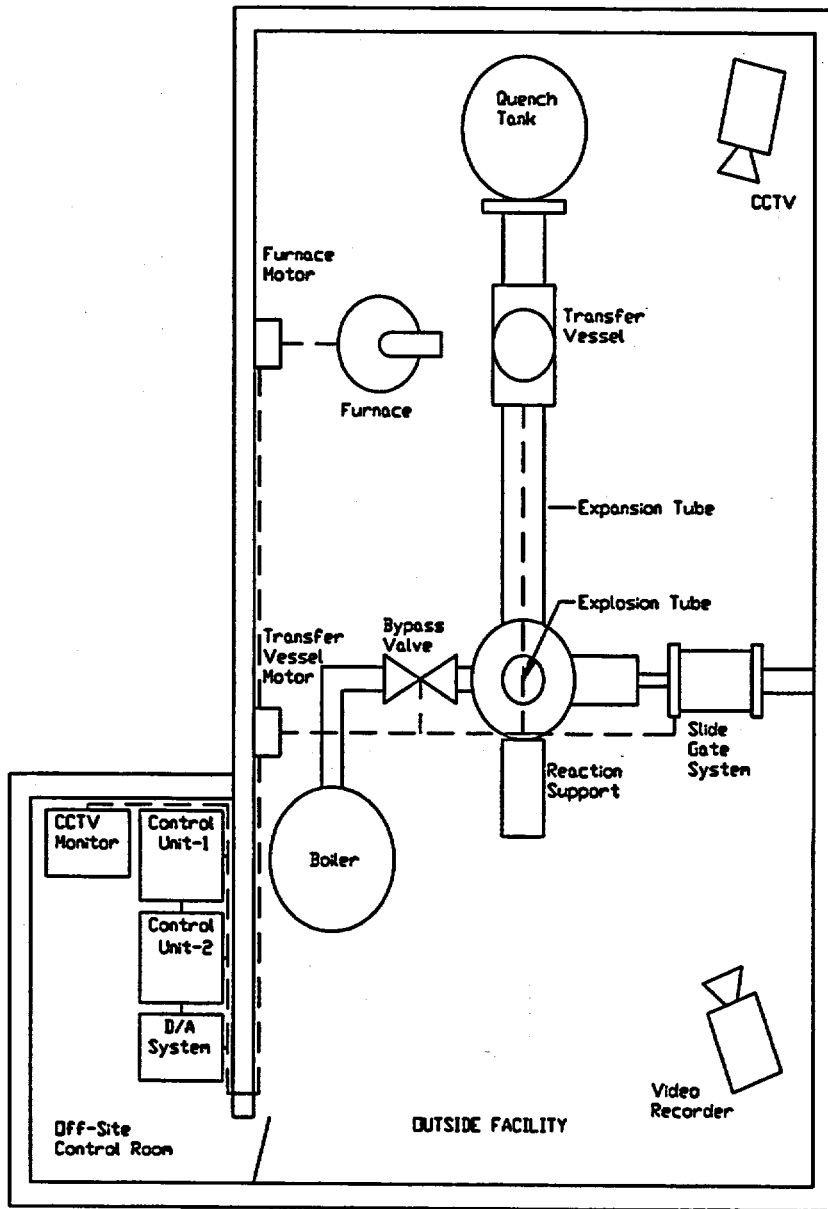 Quench
Tank
CCTV
Furnace
Motor
Transfer
Vessel
Furnace
Expansion Tube
Explosion Tube
Bypass
Valve
Transfer
Vessel
Motor
Slide
Gate
System
Reaction
Support
CCTV
Monitor
Control
Unit-1
Boiler
Control
Unit-2
D/A
System
Video
Recorder
Off-Site
Control Room
OUTSIDE FACILITY